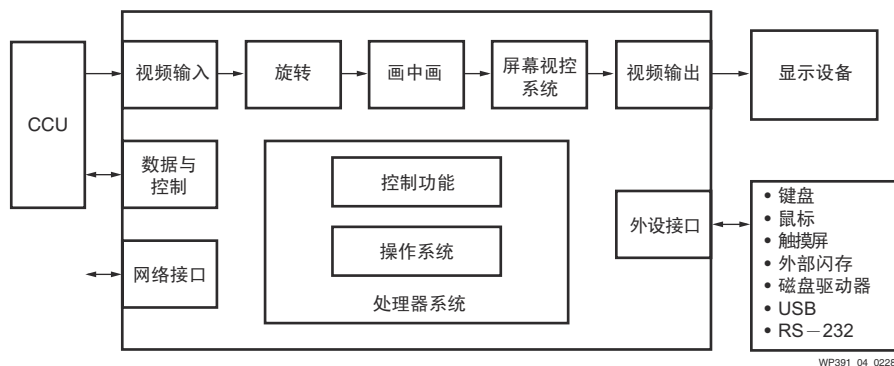 CCU
视频输入
旋转
画中画
屏幕视控
系统
视频输出
显示设备
数据与
控制
控制功能
操作系统
处理器系统
网络接口
外设接口
• 键盘
• 鼠标
• 触摸屏
• 外部闪存
• 磁盘驱动器
• USB
• RS－232
WP391_04_0228